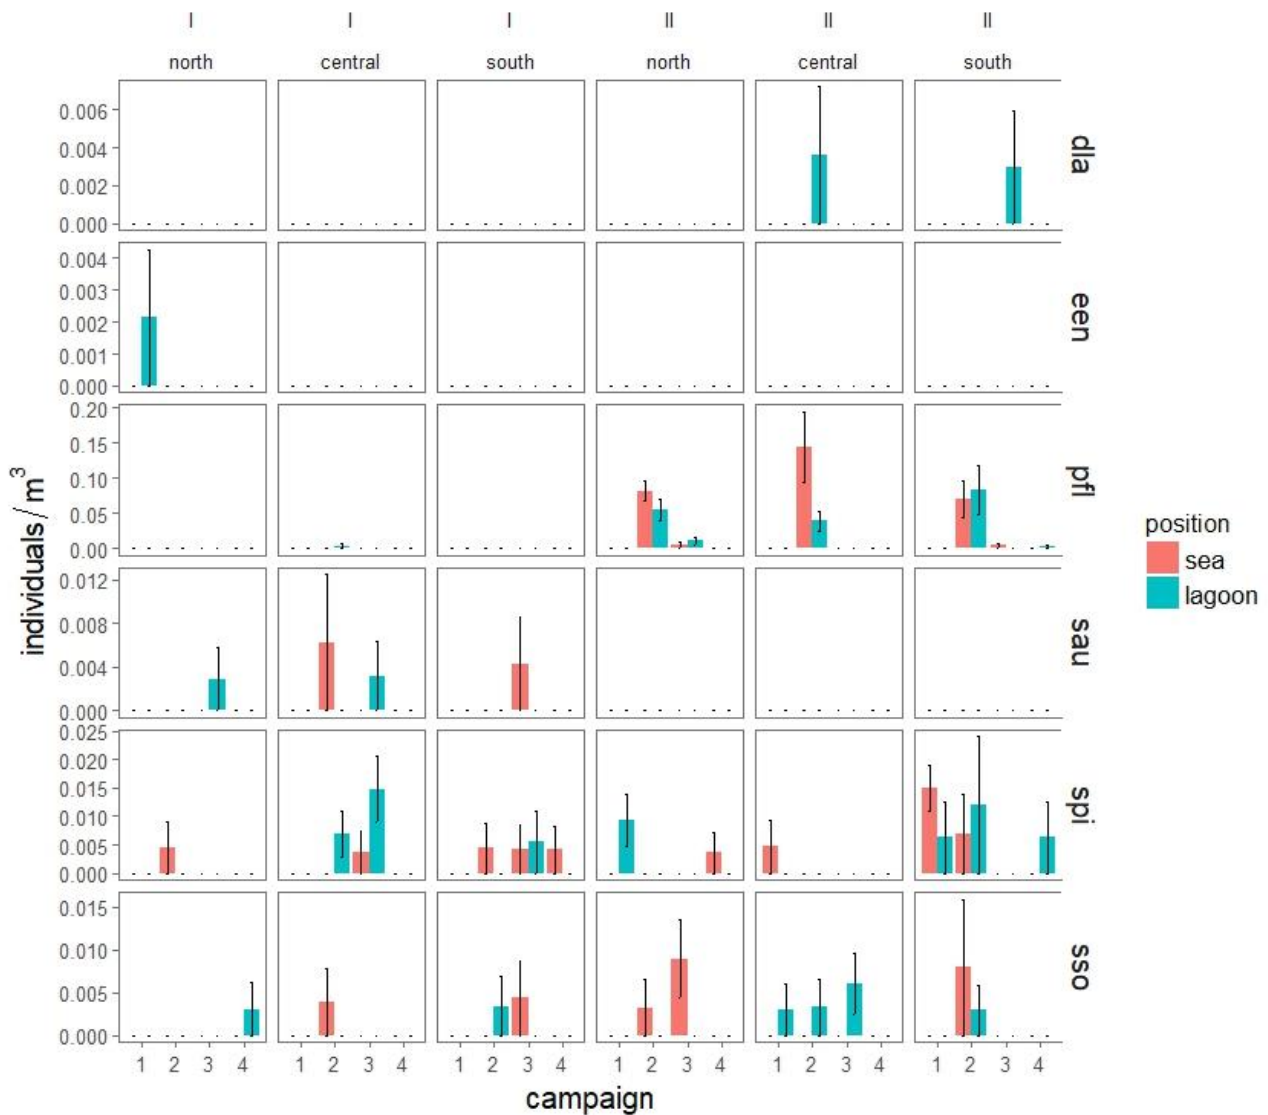 I I I II II II
north central south north central south
0.006
0.004
0.002
0.000
dla
0.004
0.003
0.002
0.001
0.000
een
0.20
0.15
0.10
0.05
0.00
pfl
0.012
0.008
0.004
0.000
sau
0.025
0.020
0.015
0.010
0.005
0.000
spi
0.015
0.010
0.005
0.000
sso
individuals / m³
1 2 3 4 1 2 3 4 1 2 3 4 1 2 3 4 1 2 3 4 1 2 3 4
campaign
position
sea
lagoon